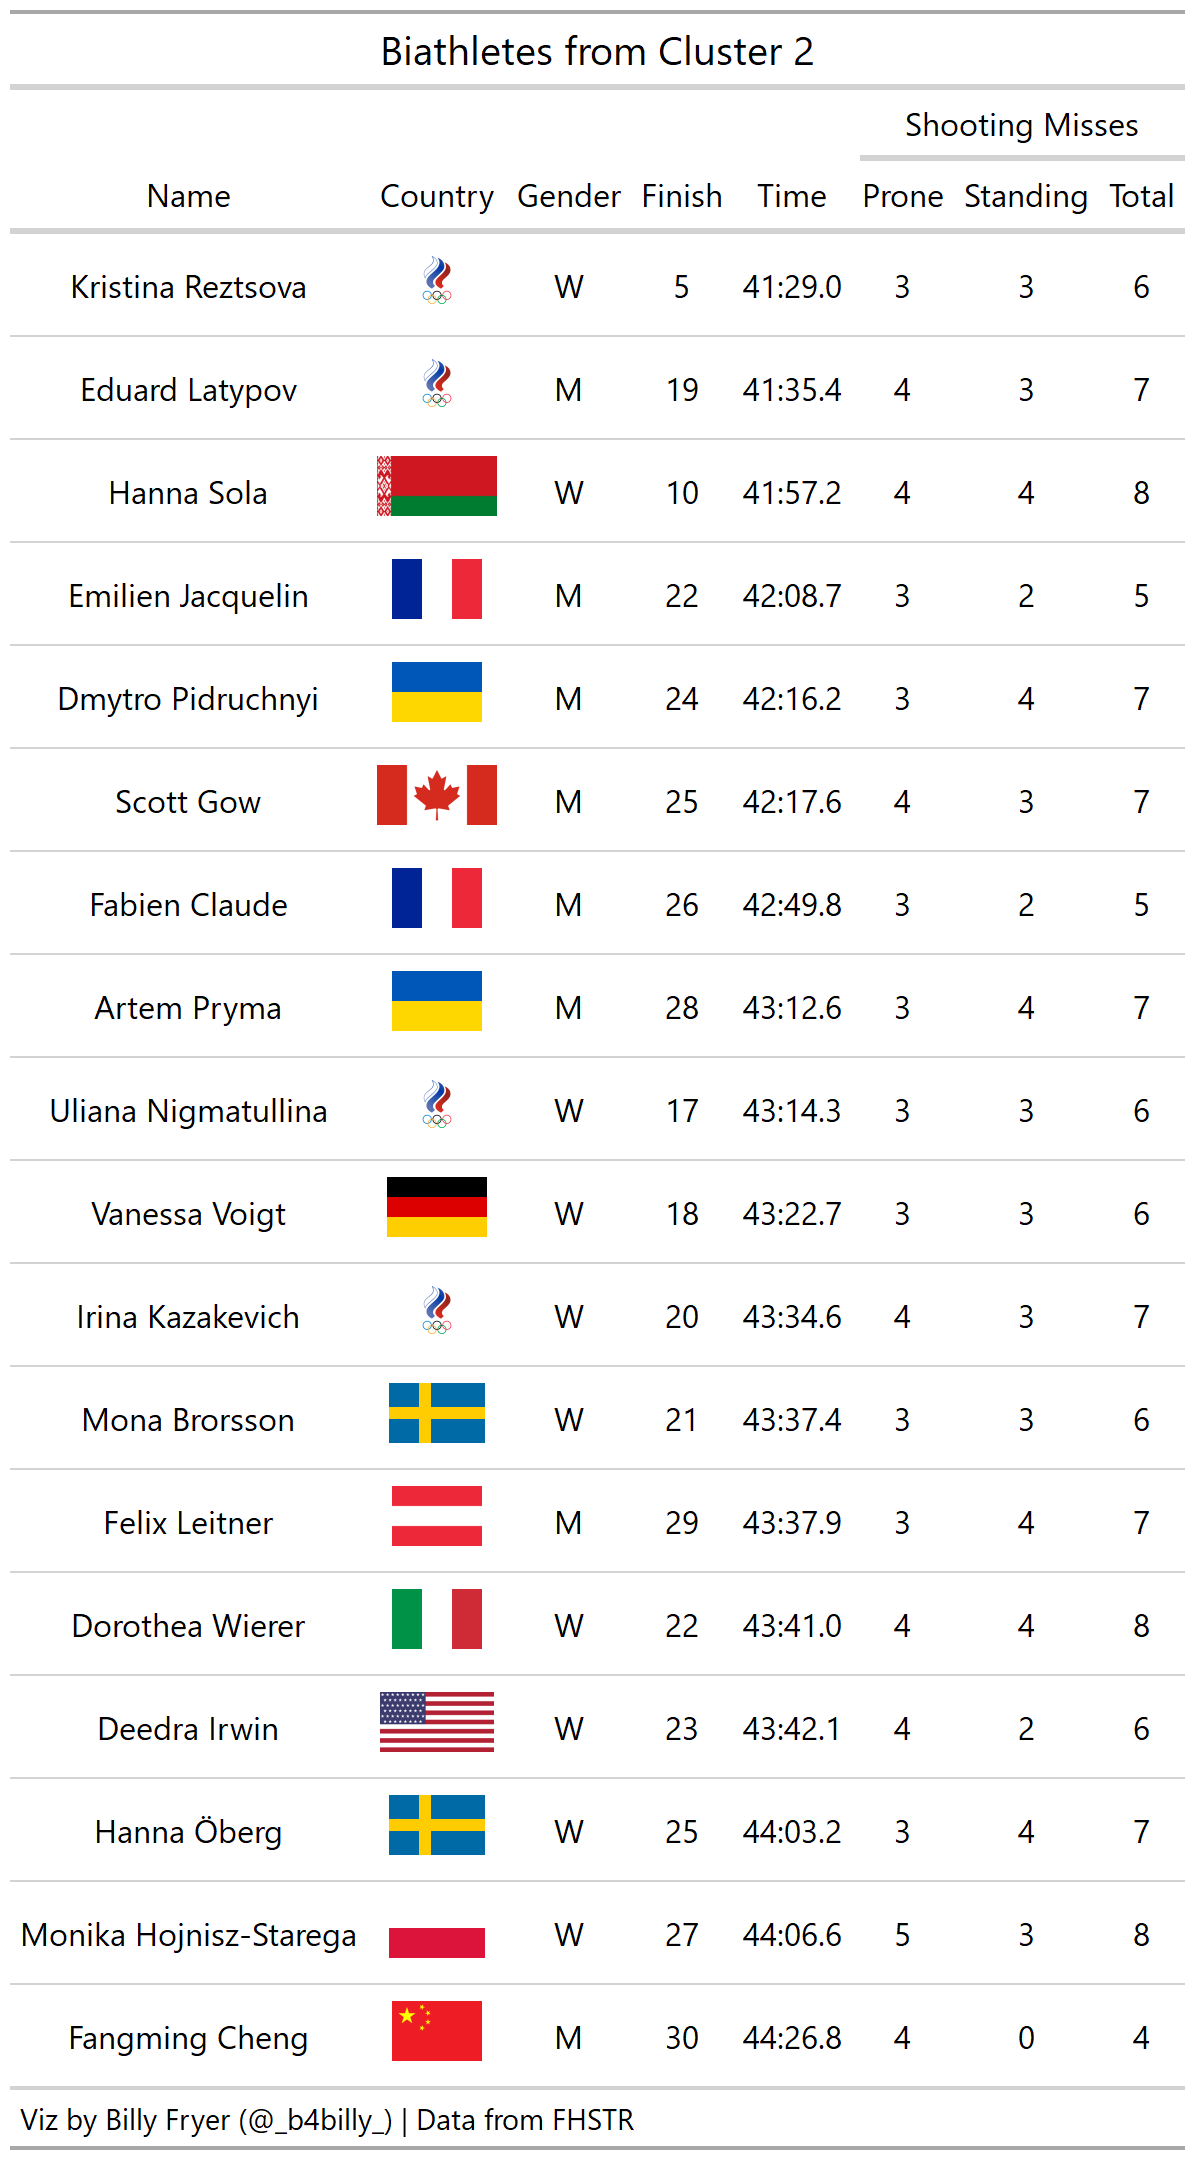 Biathletes from Cluster 2
Shooting Misses
Name Country Gender Finish Time Prone Standing Total
Kristina Reztsova W 5 41:29.0 3 3 6
Eduard Latypov M 19 41:35.4 4 3 7
Hanna Sola W 10 41:57.2 4 4 8
Emilien Jacquelin M 22 42:08.7 3 2 5
Dmytro Pidruchnyi M 24 42:16.2 3 4 7
Scott Gow M 25 42:17.6 4 3 7
Fabien Claude M 26 42:49.8 3 2 5
Artem Pryma M 28 43:12.6 3 4 7
Uliana Nigmatullina W 17 43:14.3 3 3 6
Vanessa Voigt W 18 43:22.7 3 3 6
Irina Kazakevich W 20 43:34.6 4 3 7
Mona Brorsson W 21 43:37.4 3 3 6
Felix Leitner M 29 43:37.9 3 4 7
Dorothea Wierer W 22 43:41.0 4 4 8
Deedra Irwin W 23 43:42.1 4 2 6
Hanna Öberg W 25 44:03.2 3 4 7
Monika Hojnisz-Starega W 27 44:06.6 5 3 8
Fangming Cheng M 30 44:26.8 4 0 4
Viz by Billy Fryer (@_b4billy_) | Data from FHSTR